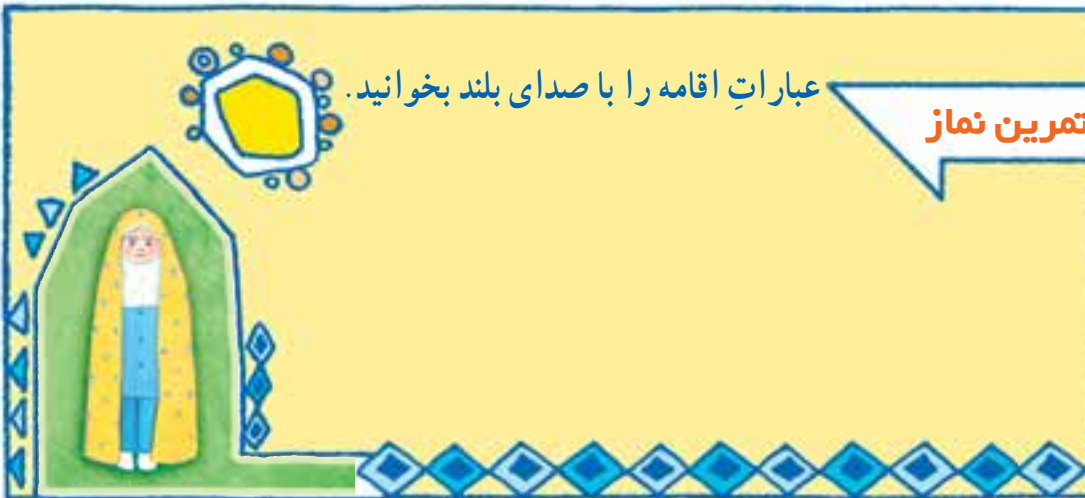 تمرین نماز
عباراتِ اقامه را با صدای بلند بخوانید.